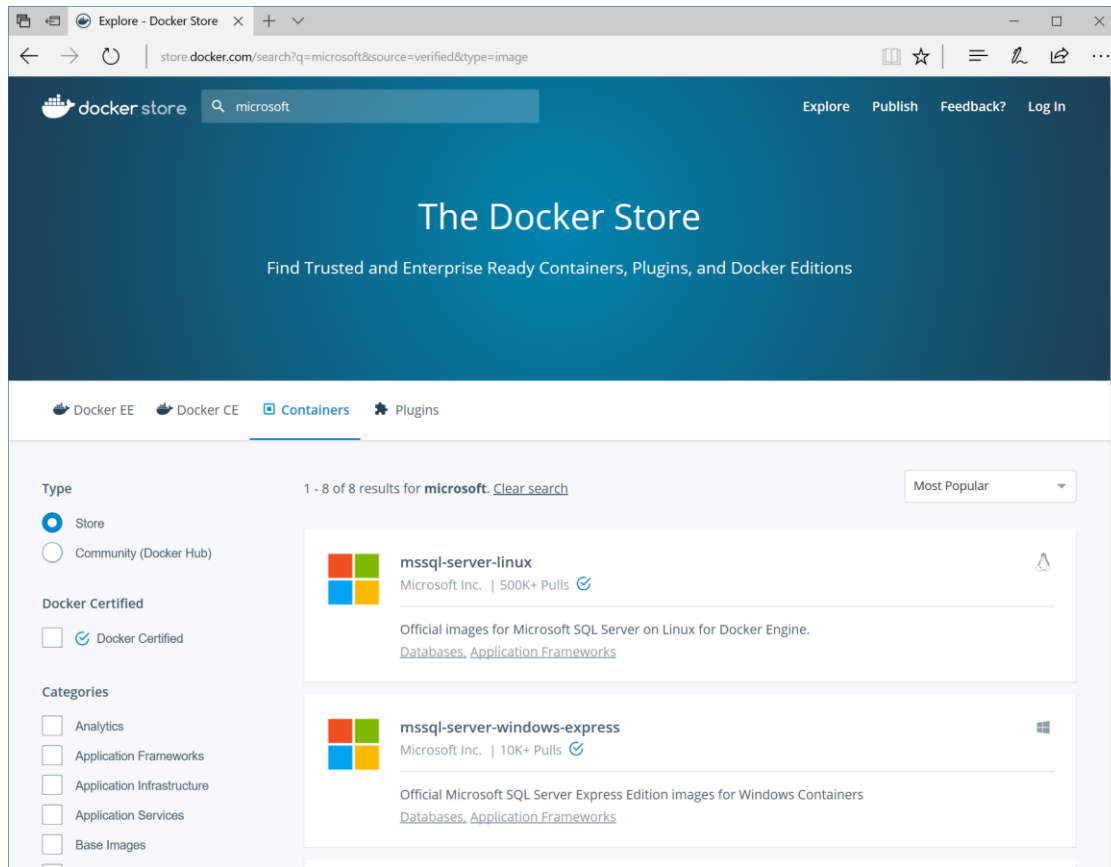 Explore - Docker Store
store.docker.com/search?q=microsoft&source=verified&type=image
docker store microsoft Explore Publish Feedback? Log In
The Docker Store
Find Trusted and Enterprise Ready Containers, Plugins, and Docker Editions
Docker EE Docker CE Containers Plugins
Type
Store
Community (Docker Hub)
Docker Certified
Docker Certified
Categories
Analytics
Application Frameworks
Application Infrastructure
Application Services
Base Images
1 - 8 of 8 results for microsoft. Clear search Most Popular
mssql-server-linux
Microsoft Inc. | 500K+ Pulls
Official images for Microsoft SQL Server on Linux for Docker Engine.
Databases, Application Frameworks
mssql-server-windows-express
Microsoft Inc. | 10K+ Pulls
Official Microsoft SQL Server Express Edition images for Windows Containers
Databases, Application Frameworks